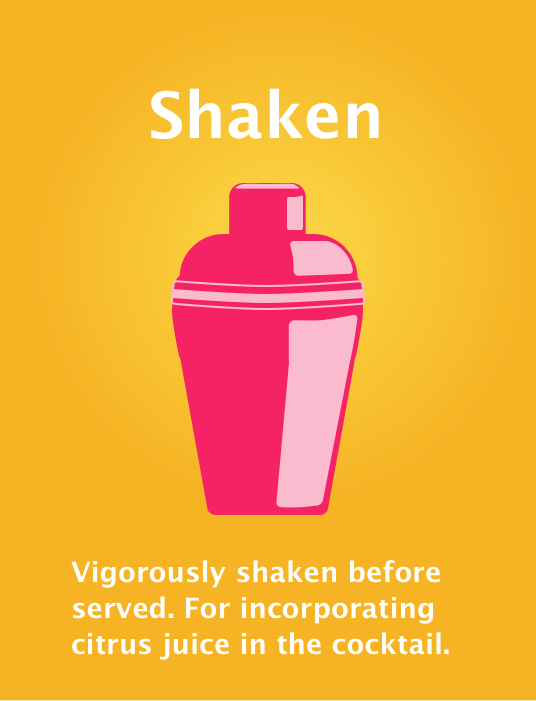 Shaken
Vigorously shaken before
served. For incorporating
citrus juice in the cocktail.